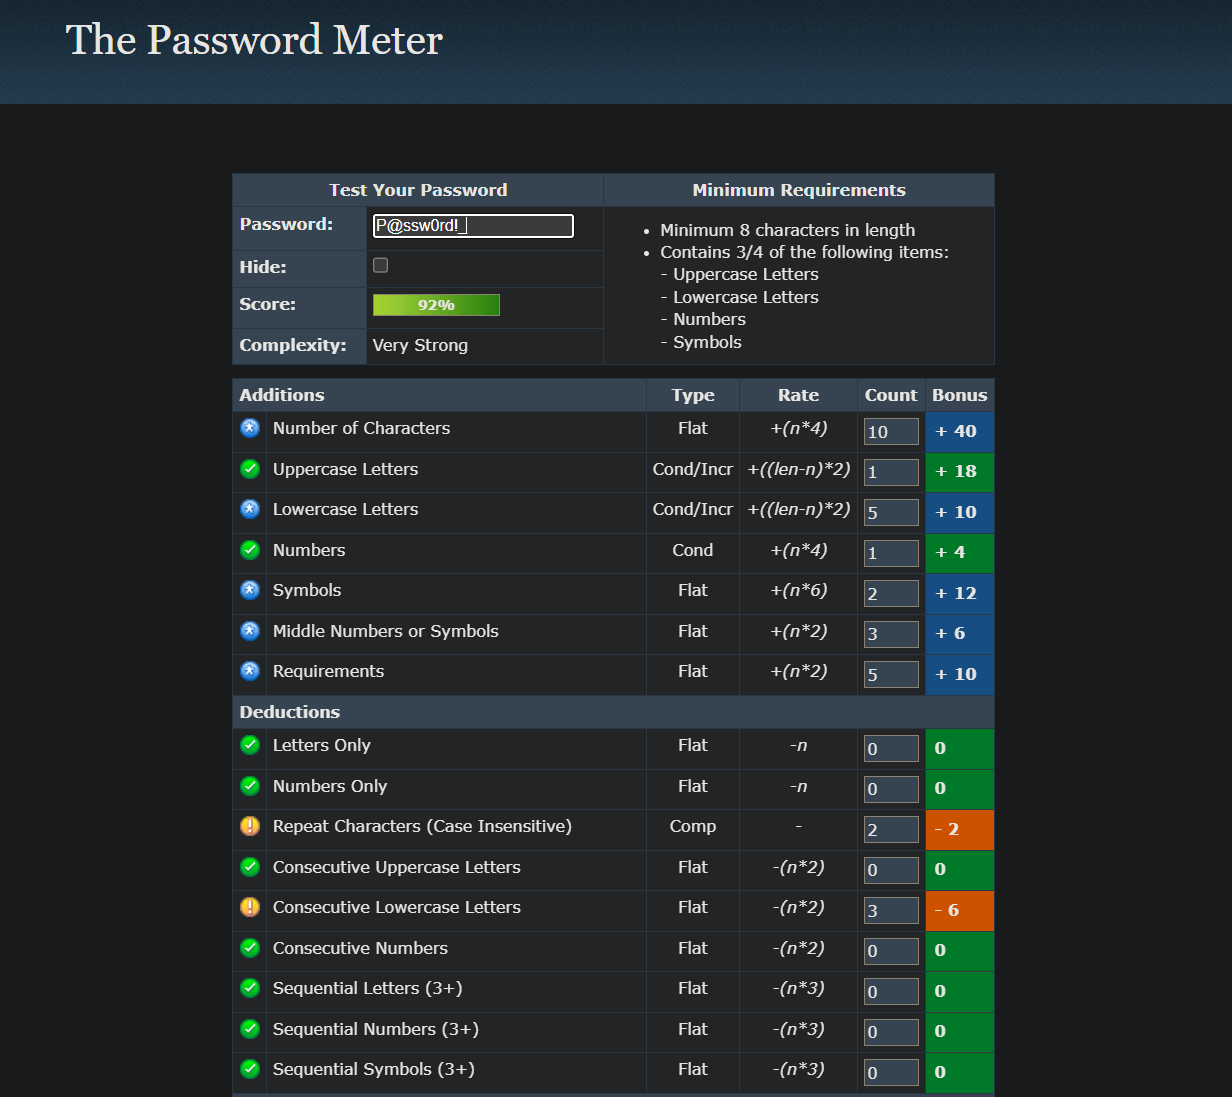 The Password Meter
Test Your Password
Minimum Requirements
Password:
P@ssw0rd!_
Hide:
Score:
92%
Complexity:
Very Strong
• Minimum 8 characters in length
• Contains 3/4 of the following items:
- Uppercase Letters
- Lowercase Letters
- Numbers
- Symbols
Additions Type Rate Count Bonus
Number of Characters Flat +(n*4) 10 + 40
Uppercase Letters Cond/Incr +((len-n)*2) 1 + 18
Lowercase Letters Cond/Incr +((len-n)*2) 5 + 10
Numbers Cond +(n*4) 1 + 4
Symbols Flat +(n*6) 2 + 12
Middle Numbers or Symbols Flat +(n*2) 3 + 6
Requirements Flat +(n*2) 5 + 10
Deductions
Letters Only Flat -n 0 0
Numbers Only Flat -n 0 0
Repeat Characters (Case Insensitive) Comp - 2 - 2
Consecutive Uppercase Letters Flat -(n*2) 0 0
Consecutive Lowercase Letters Flat -(n*2) 3 - 6
Consecutive Numbers Flat -(n*2) 0 0
Sequential Letters (3+) Flat -(n*3) 0 0
Sequential Numbers (3+) Flat -(n*3) 0 0
Sequential Symbols (3+) Flat -(n*3) 0 0